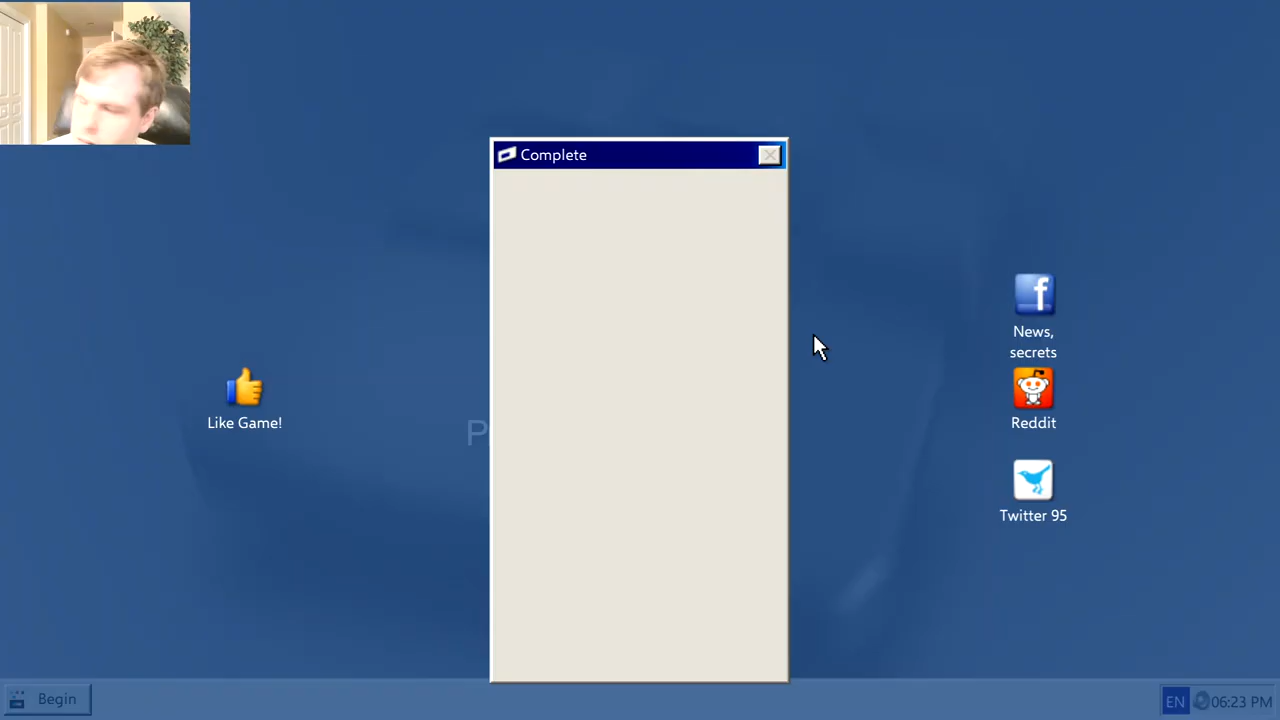 Complete
News,
secrets
Like Game!
Reddit
P
Twitter 95
Begin
EN
06:23 PM